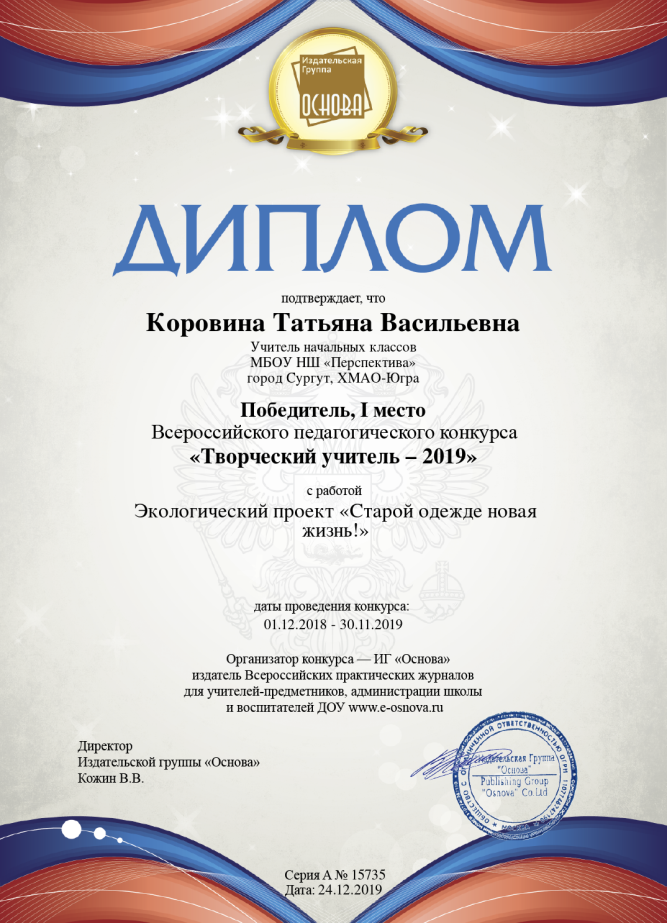 Издательская
Группа
ОСНОВА
ДИПЛОМ
подтверждает, что
Коровина Татьяна Васильевна
Учитель начальных классов
МБОУ НШ «Перспектива»
город Сургут, ХМАО-Югра
Победитель, I место
Всероссийского педагогического конкурса
«Творческий учитель – 2019»
с работой
Экологический проект «Старой одежде новая
жизнь!»
даты проведения конкурса:
01.12.2018 - 30.11.2019
Организатор конкурса — ИГ «Основа»
издатель Всероссийских практических журналов
для учителей-предметников, администрации школы
и воспитателей ДОУ www.e-osnova.ru
Директор
Издательской группы «Основа»
Кожин В.В.
ОБЩЕСТВО С ОГРАНИЧЕННОЙ ОТВЕТСТВЕННОСТЬЮ ОГРН
Издательская Группа
"Основа"
Publishing Group
"Osnova" Co Ltd
Серия А № 15735
Дата: 24.12.2019